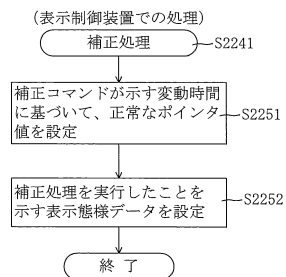 (表示制御装置での処理)
補正処理
S2241
補正コマンドが示す変動時間
に基づいて、正常なポインタ
値を設定
S2251
補正処理を実行したことを
示す表示態様データを設定
S2252
終了